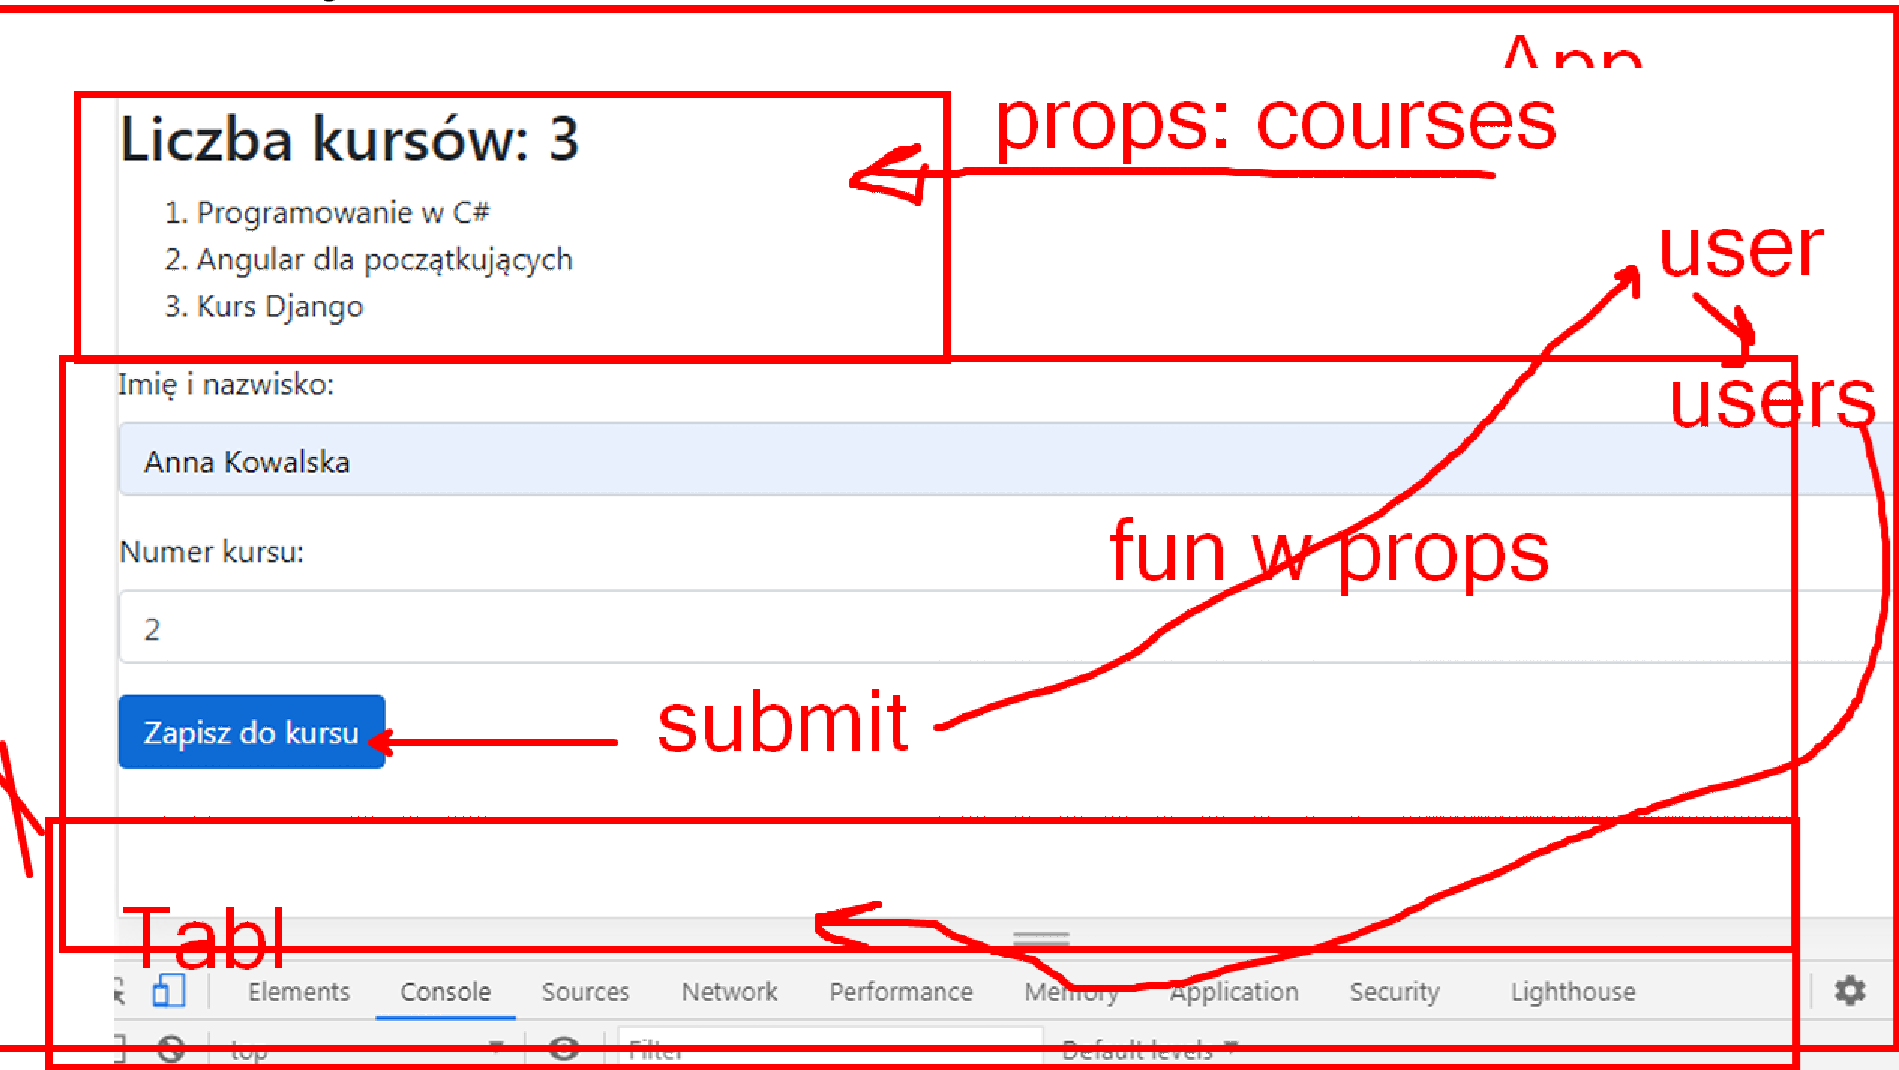 App
props: courses
Liczba kursów: 3
1. Programowanie w C#
2. Angular dla początkujących
3. Kurs Django
user
users
Imię i nazwisko:
Anna Kowalska
fun w props
Numer kursu:
2
submit
Zapisz do kursu
Tabl
Elements Console Sources Network Performance Memory Application Security Lighthouse
top Filter Default levels